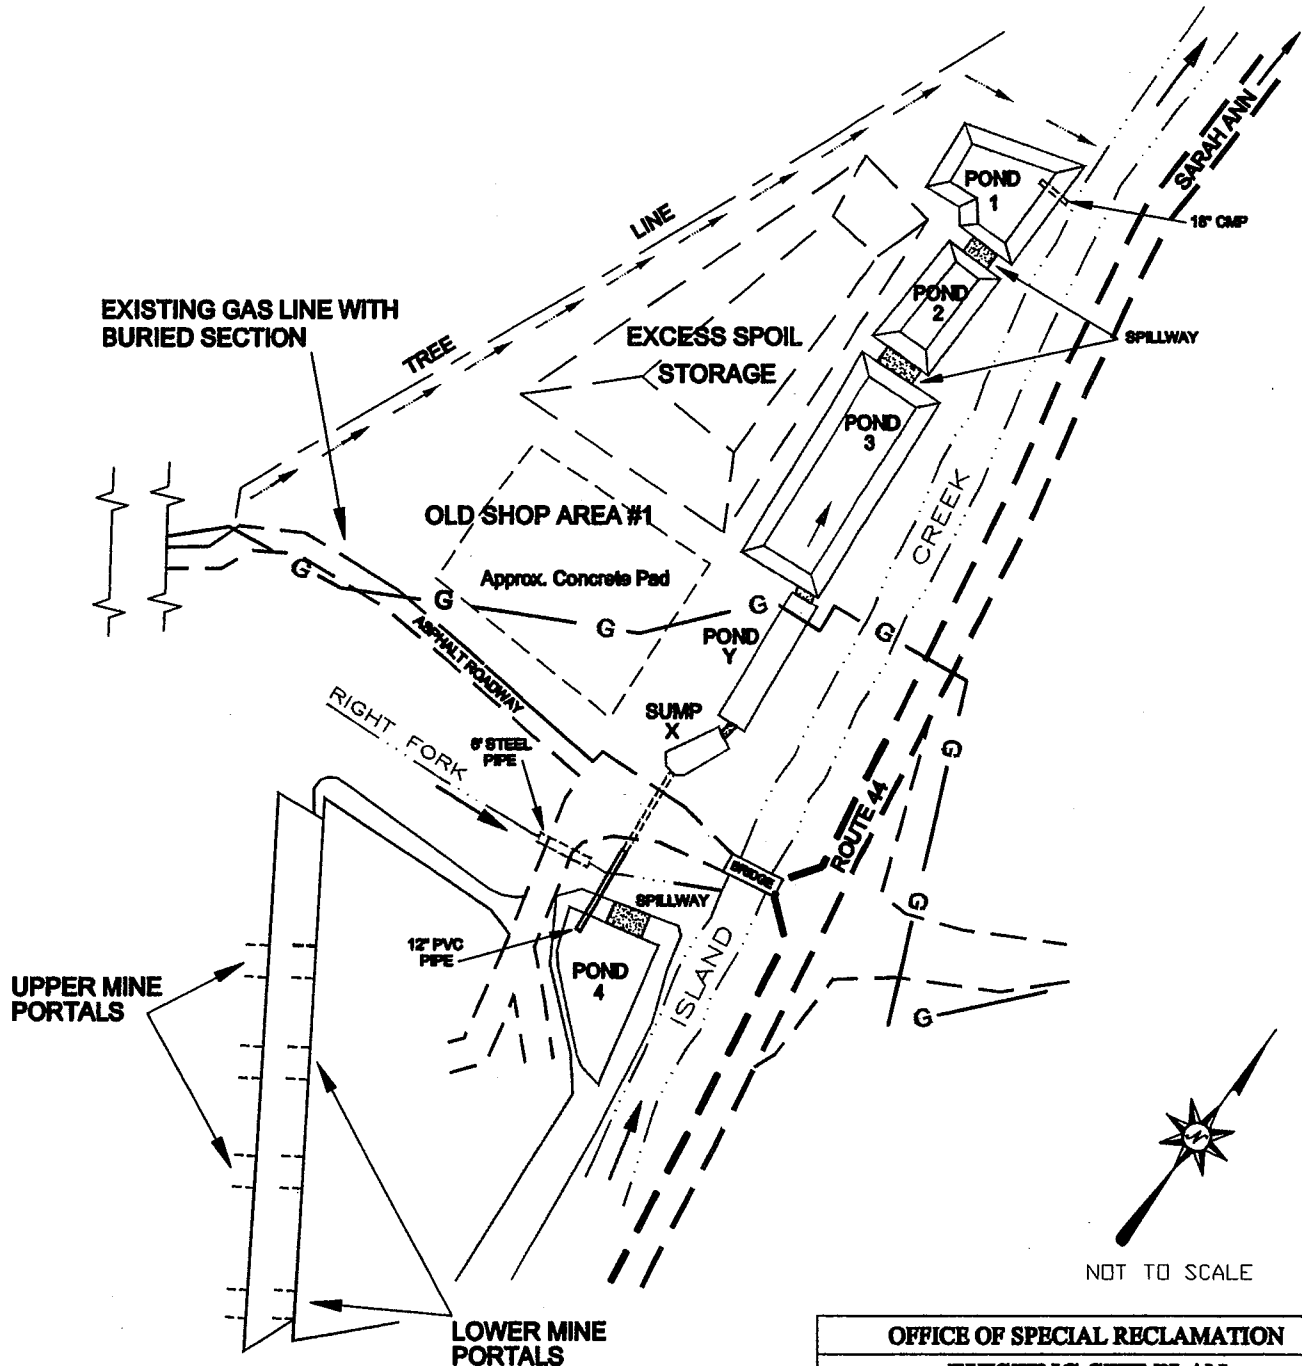 SARAH ANN
POND
1
18" CMP
LINE
POND
2
EXISTING GAS LINE WITH
BURIED SECTION
EXCESS SPOIL
STORAGE
SPILLWAY
TREE
POND
3
CREEK
OLD SHOP AREA #1
Approx. Concrete Pad
G
G
G
G
G
POND
Y
ASPHALT ROADWAY
RIGHT FORK
SUMP
X
6' STEEL
PIPE
G
ROUTE 44
BRIDGE
SPILLWAY
G
12" PVC
PIPE
POND
4
ISLAND
UPPER MINE
PORTALS
G
N
NOT TO SCALE
LOWER MINE
PORTALS
OFFICE OF SPECIAL RECLAMATION